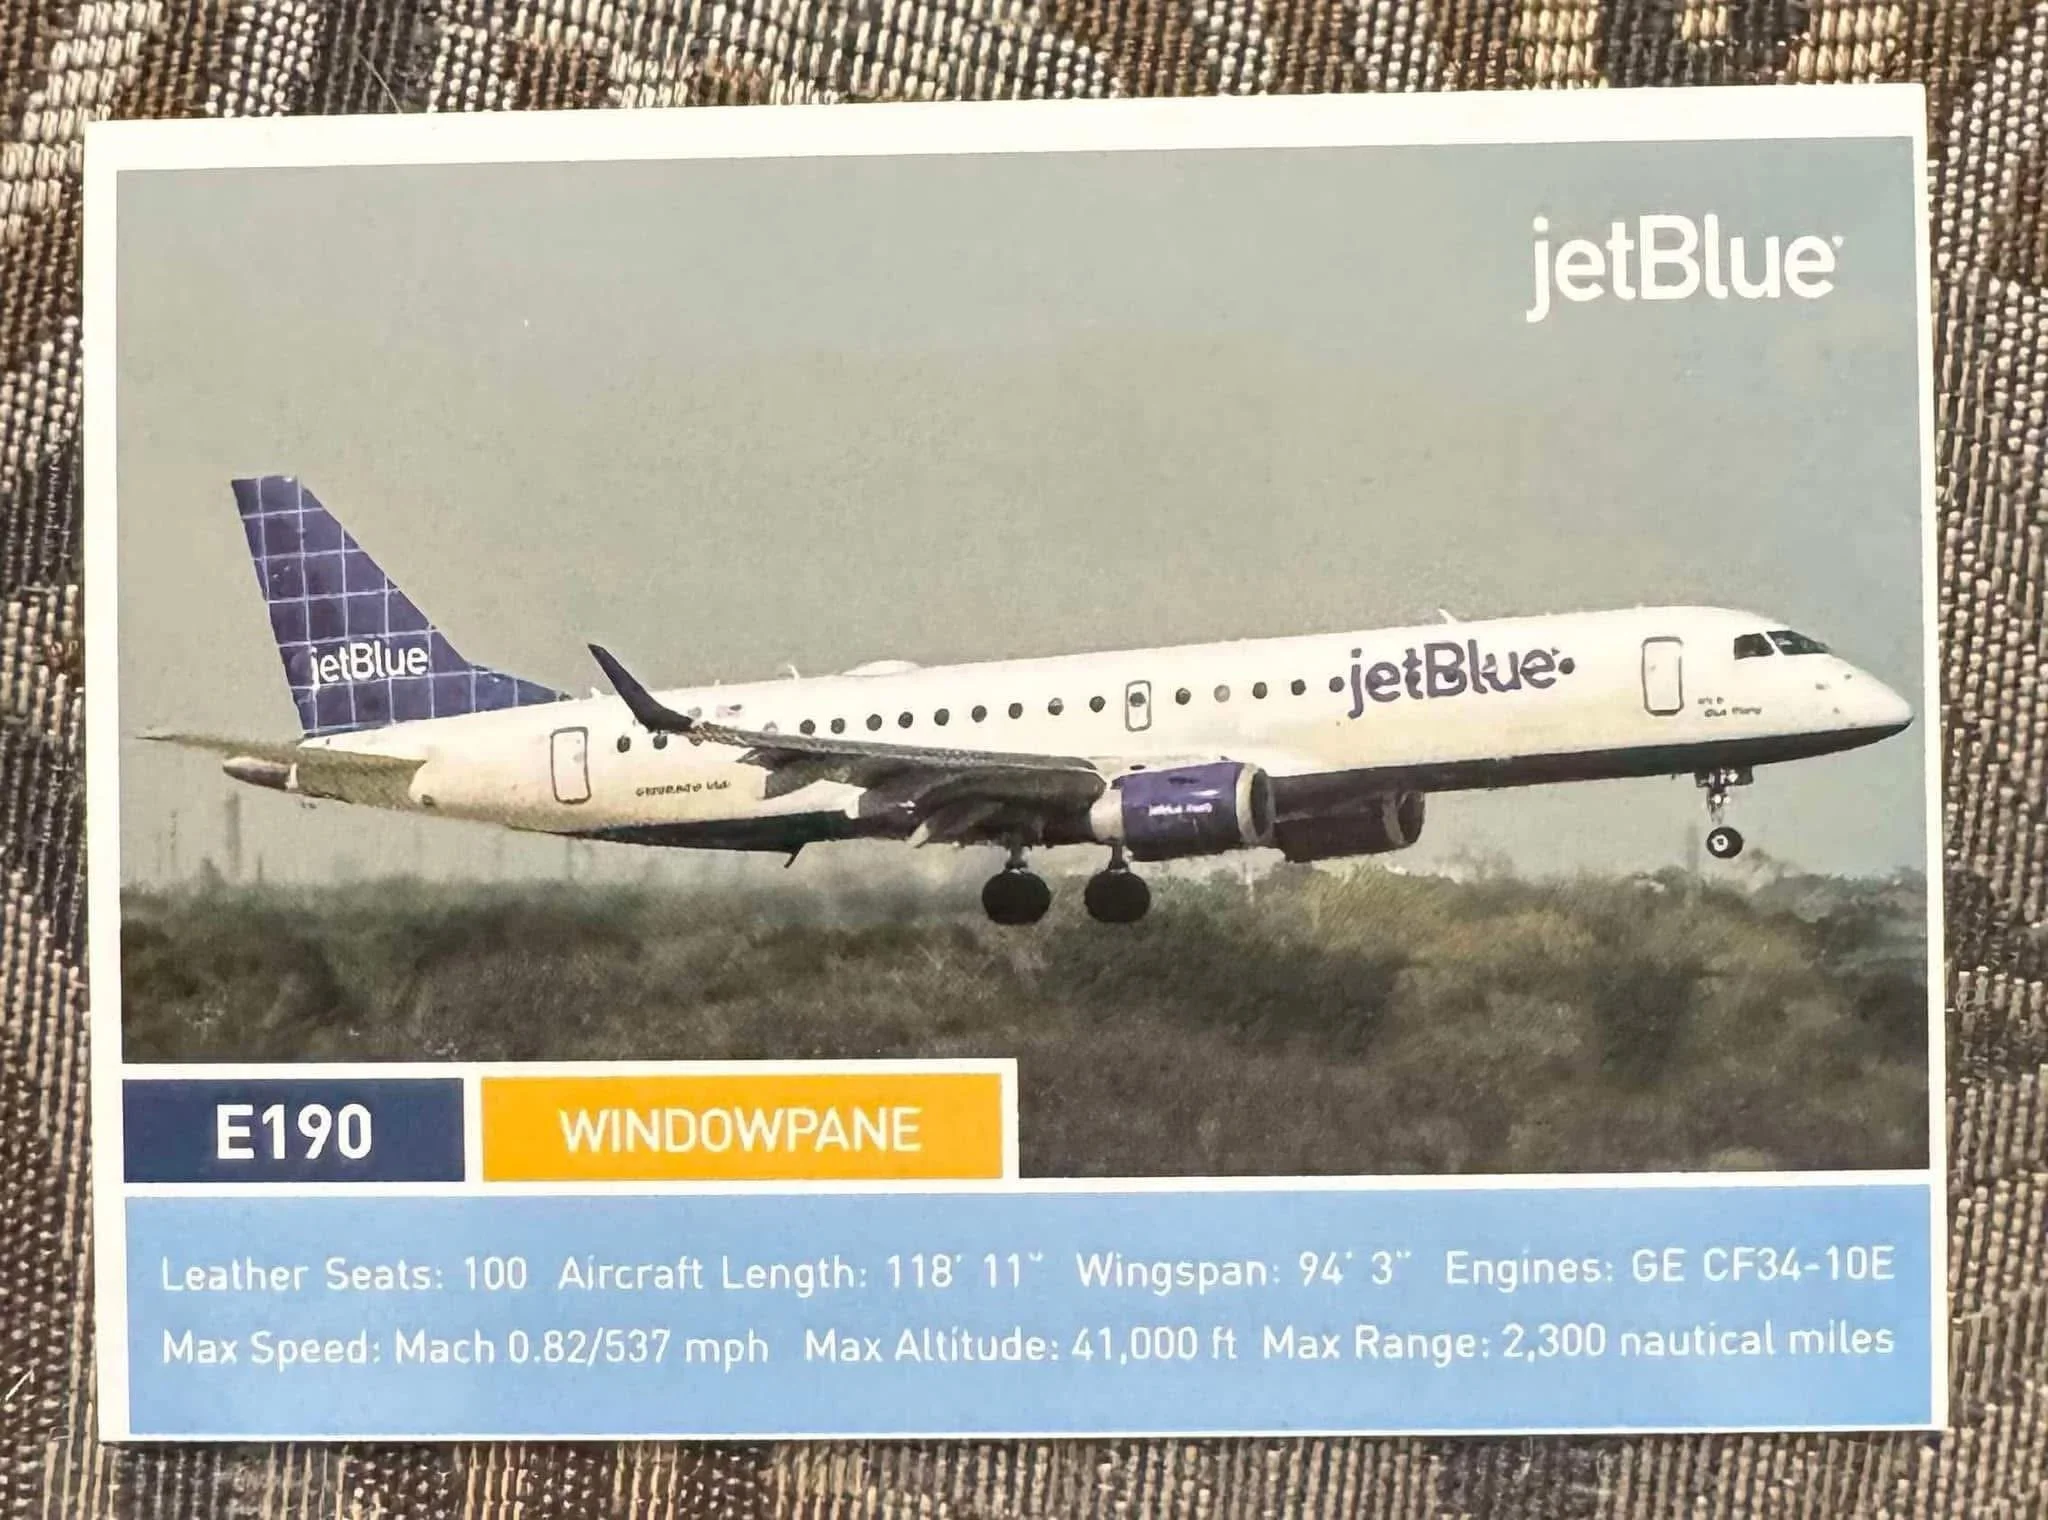 jetBlue
jetBlue
jetBlue
E190
WINDOWPANE
Leather Seats: 100 Aircraft Length: 118' 11" Wingspan: 94' 3" Engines: GE CF34-10E
Max Speed: Mach 0.82/537 mph Max Altitude: 41,000 ft Max Range: 2,300 nautical miles